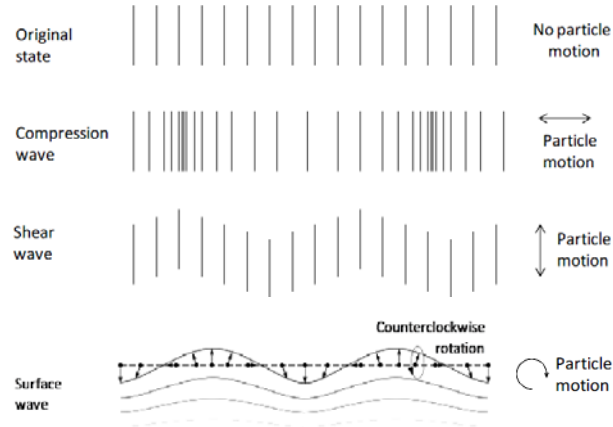 Original
state
No particle
motion
Compression
wave
Particle
motion
Shear
wave
Particle
motion
Counterclockwise
rotation
Surface
wave
Particle
motion